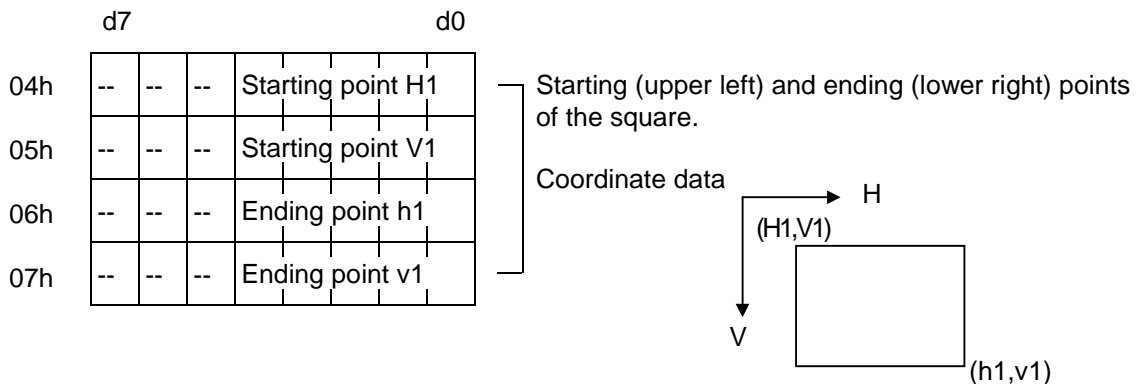 d7 d0
04h -- -- -- Starting point H1
05h -- -- -- Starting point V1
06h -- -- -- Ending point h1
07h -- -- -- Ending point v1
Starting (upper left) and ending (lower right) points
of the square.
Coordinate data
H
(H1,V1)
V
(h1,v1)